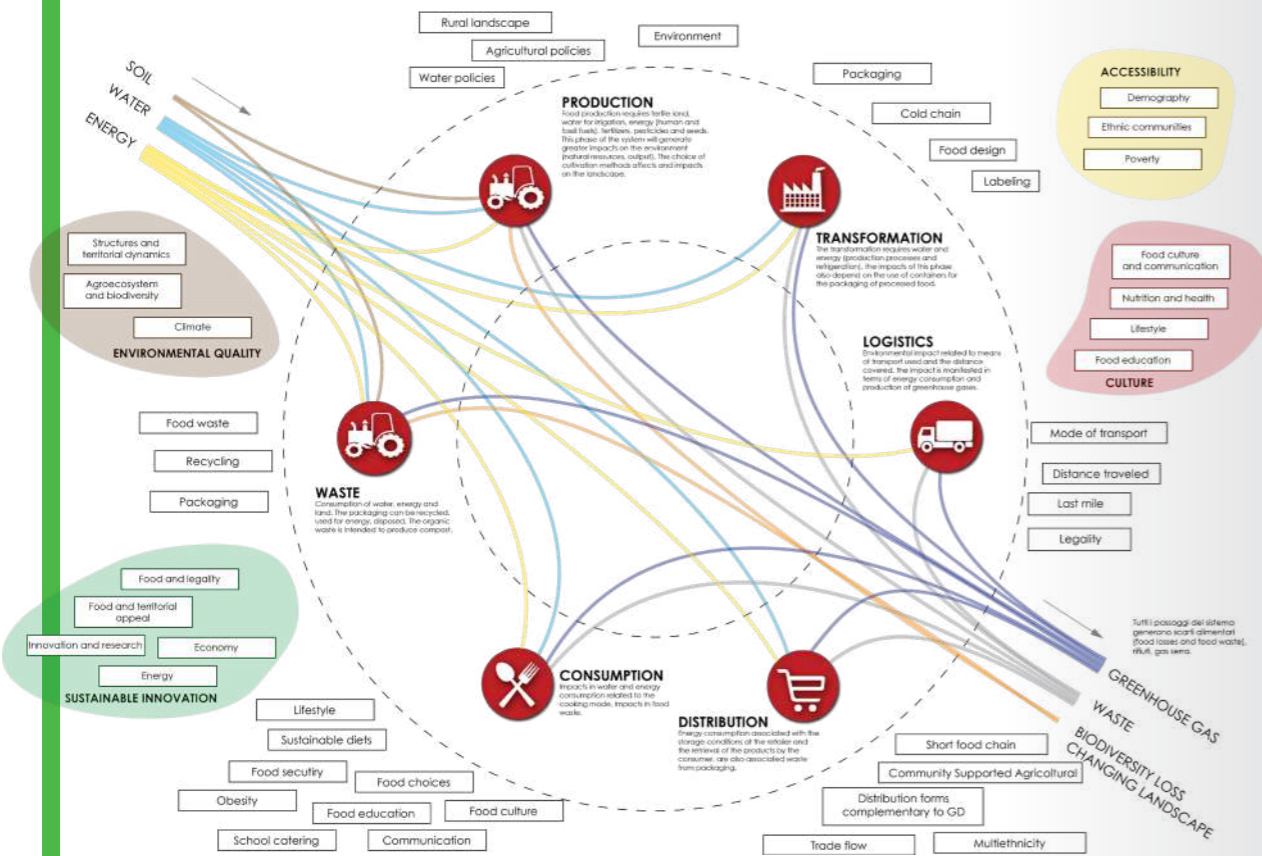 Rural landscape
Agricultural policies
Water policies
Environment
Packaging
Cold chain
Food design
Labeling
ACCESSIBILITY
Demography
Ethnic communities
Poverty
SOIL
WATER
ENERGY
PRODUCTION
Food production requires fertile land,
water for irrigation, energy (human and
fossil fuels), fertilizers, pesticides and seeds.
This phase of the system will generate
greater impacts on the environment
(natural resources, output). The choice of
cultivation methods affects and impacts
on the landscape.
TRANSFORMATION
The transformation requires water and
energy (production processes and
refrigeration), the impacts of this phase
also depend on the use of containers for
the packaging of processed food.
Structures and
territorial dynamics
Agroecosystem
and biodiversity
Climate
ENVIRONMENTAL QUALITY
Food culture
and communication
Nutrition and health
Lifestyle
Food education
CULTURE
LOGISTICS
Environmental impact related to means
of transport used and the distance
covered, the impact is manifested in
terms of energy consumption and
production of greenhouse gases.
Mode of transport
Distance traveled
Last mile
Legality
Food waste
Recycling
Packaging
WASTE
Consumption of water, energy and
land. The packaging can be recycled,
used for energy, disposed. The organic
waste is intended to produce compost.
Food and legality
Food and territorial
appeal
Innovation and research
Economy
Energy
SUSTAINABLE INNOVATION
CONSUMPTION
Impacts in water and energy
consumption related to the
cooking mode, impacts in food
waste.
DISTRIBUTION
Energy consumption associated with the
storage conditions at the retailer and
the retrieval of the products by the
consumer, are also associated waste
from packaging.
Tutti i passaggi del sistema
generano scarti alimentari
(food losses and food waste),
rifiuti, gas serra.
GREENHOUSE GAS
WASTE
BIODIVERSITY LOSS
CHANGING LANDSCAPE
Lifestyle
Sustainable diets
Food secutiry
Food choices
Obesity
Food education
Food culture
School catering
Communication
Short food chain
Community Supported Agricultural
Distribution forms
complementary to GD
Trade flow
Multiethnicity